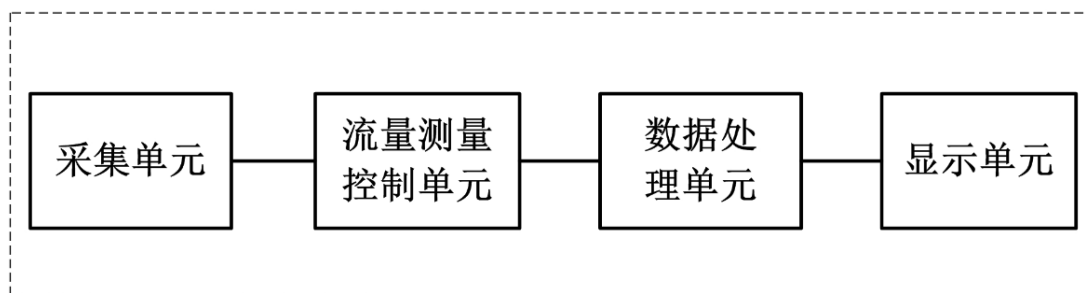 采集单元
流量测量
控制单元
数据处
理单元
显示单元